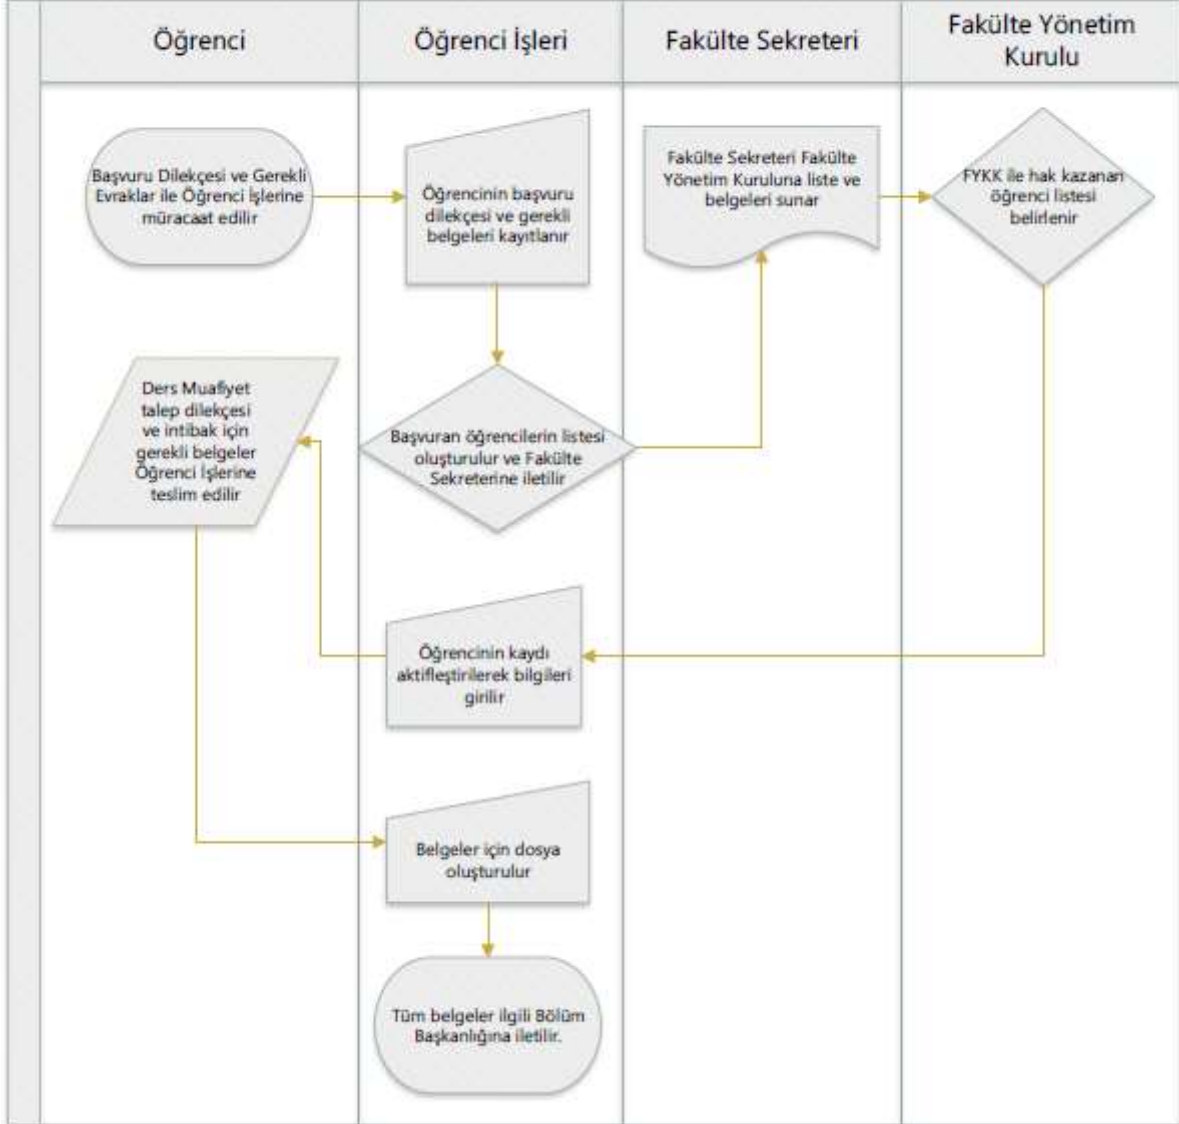 Öğrenci
Öğrenci İşleri
Fakülte Sekreteri
Fakülte Yönetim
Kurulu
Başvuru Dilekçesi ve Gerekli
Evraklar ile Öğrenci İşlerine
müracaat edilir
Öğrencinin başvuru
dilekçesi ve gerekli
belgeleri kayıtlanır
Fakülte Sekreteri Fakülte
Yönetim Kuruluna liste ve
belgeleri sunar
FYKK ile hak kazanan
öğrenci listesi
belirlenir
Ders Muafiyet
talep dilekçesi
ve intibak için
gerekli belgeler
Öğrenci İşlerine
teslim edilir
Başvuran öğrencilerin listesi
oluşturulur ve Fakülte
Sekreterine iletilir
Öğrencinin kaydı
aktifleştirilerek bilgileri
girilir
Belgeler için dosya
oluşturulur
Tüm belgeler ilgili Bölüm
Başkanlığına iletilir.